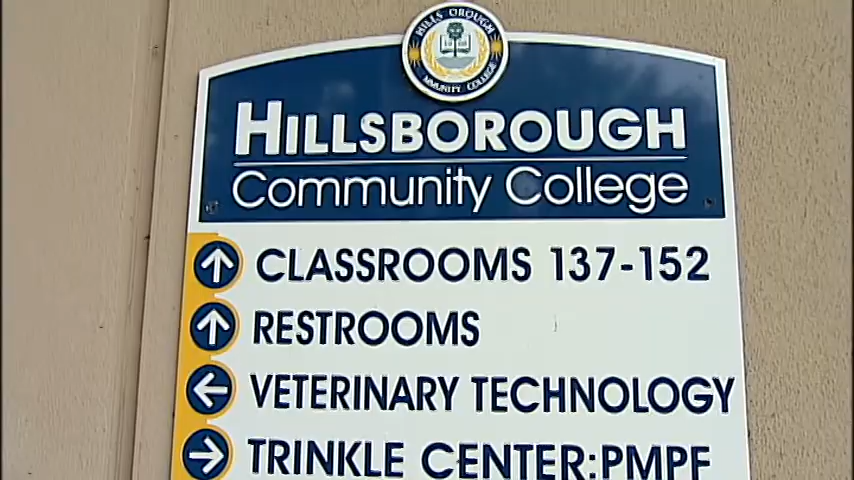 HILLSBOROUGH
Community College
CLASSROOMS 137-152
RESTROOMS
VETERINARY TECHNOLOGY
TRINKLE CENTER:PMPF